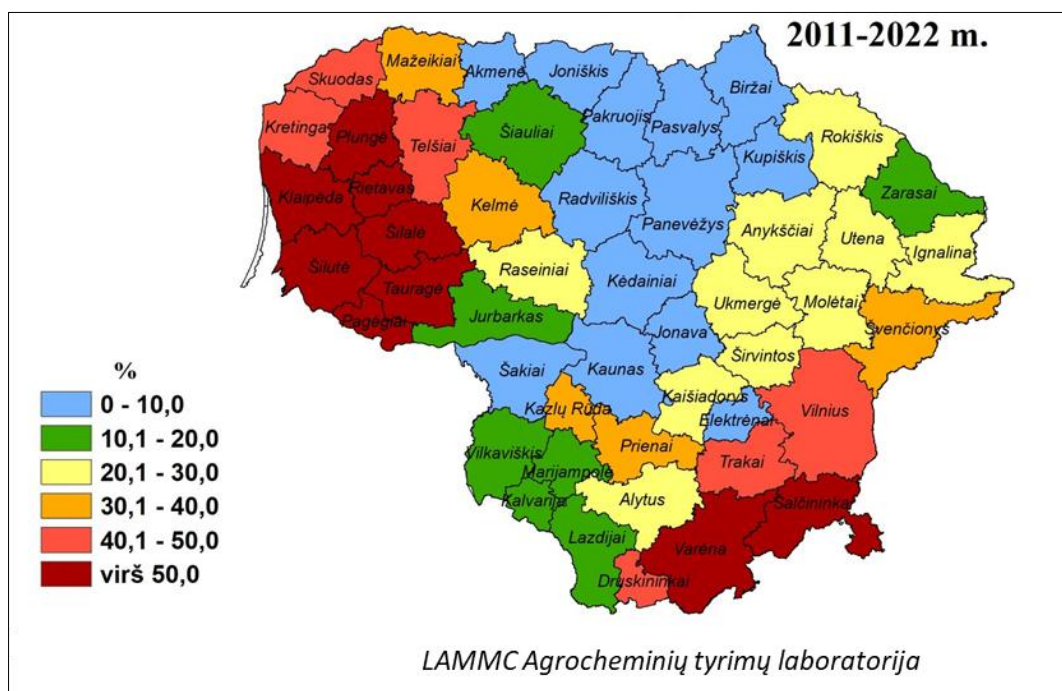 2011-2022 m.
Skuodas
Mažeikiai
Akmenė
Joniškis
Biržai
Kretinga
Plungė
Telšiai
Šiauliai
Pakruojis
Pasvalys
Rokiškis
Kupiškis
Klaipėda
Rietavas
Kelmė
Radviliškis
Panevėžys
Zarasai
Šilalė
Anykščiai
Utena
Ignalina
Šilutė
Raseiniai
Kėdainiai
Tauragė
Ukmergė
Molėtai
Pagėgiai
Jurbarkas
Jonava
Švenčionys
Širvintos
Šakiai
Kaunas
Kaišiadorys
Vilnius
Kazlų Rūda
Elektrėnai
Prienai
Vilkaviškis
Marijampolė
Trakai
Kalvarija
Alytus
Šalčininkai
Lazdijai
Varėna
Druskininkai
%
0 - 10,0
10,1 - 20,0
20,1 - 30,0
30,1 - 40,0
40,1 - 50,0
virš 50,0
LAMMC Agrocheminių tyrimų laboratorija